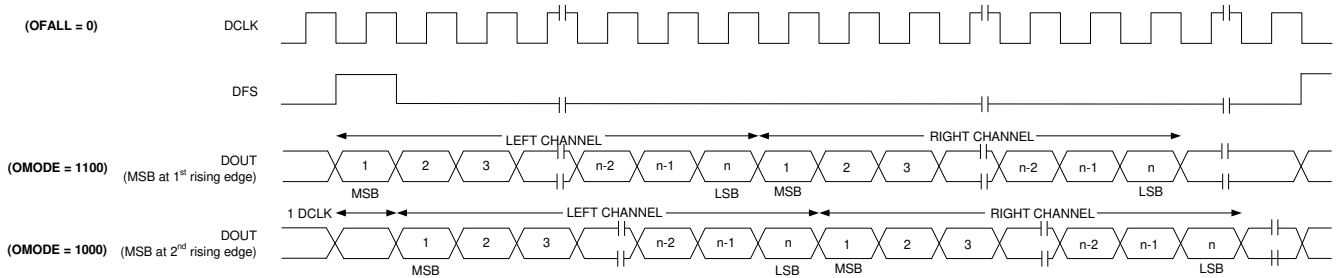 (OFALL = 0) DCLK
DFS
LEFT CHANNEL RIGHT CHANNEL
(OMODE = 1100) DOUT (MSB at 1st rising edge) 1 2 3 n-2 n-1 n 1 2 3 n-2 n-1 n
MSB LSB MSB LSB
1 DCLK LEFT CHANNEL RIGHT CHANNEL
(OMODE = 1000) DOUT (MSB at 2nd rising edge) 1 2 3 n-2 n-1 n 1 2 3 n-2 n-1 n
MSB LSB MSB LSB